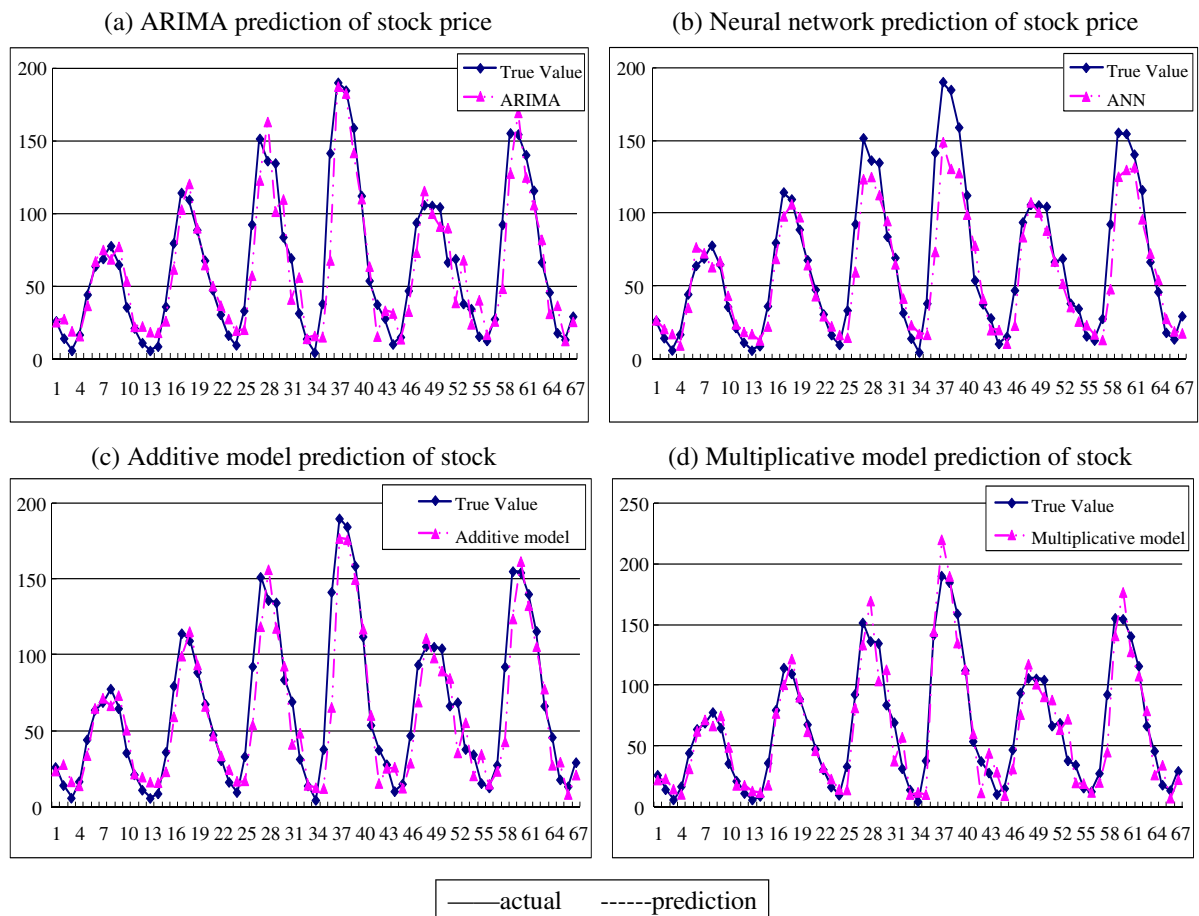 (a) ARIMA prediction of stock price
True Value
ARIMA
200
150
100
50
0
1 4 7 10 13 16 19 22 25 28 31 34 37 40 43 46 49 52 55 58 61 64 67
(b) Neural network prediction of stock price
True Value
ANN
200
150
100
50
0
1 4 7 10 13 16 19 22 25 28 31 34 37 40 43 46 49 52 55 58 61 64 67
(c) Additive model prediction of stock
True Value
Additive model
200
150
100
50
0
1 4 7 10 13 16 19 22 25 28 31 34 37 40 43 46 49 52 55 58 61 64 67
(d) Multiplicative model prediction of stock
True Value
Multiplicative model
250
200
150
100
50
0
1 4 7 10 13 16 19 22 25 28 31 34 37 40 43 46 49 52 55 58 61 64 67
——actual ------prediction